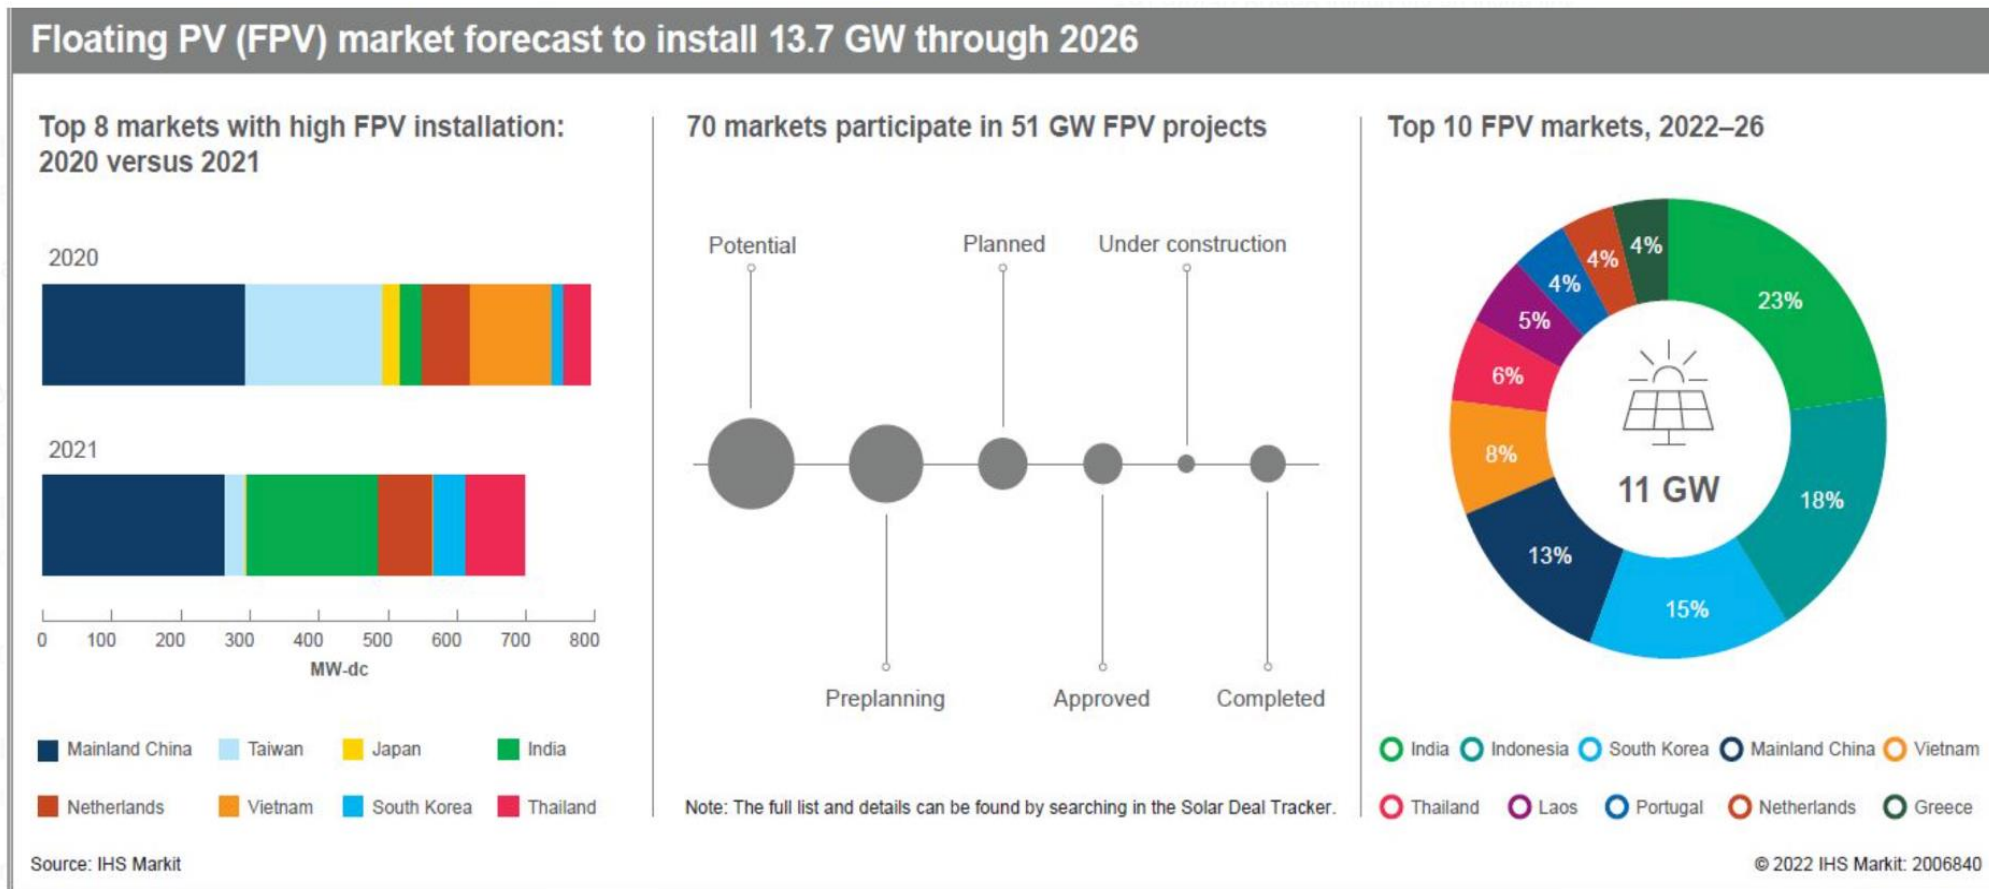 Floating PV (FPV) market forecast to install 13.7 GW through 2026
Top 8 markets with high FPV installation:
2020 versus 2021
2020
2021
0 100 200 300 400 500 600 700 800
MW-dc
Mainland China Taiwan Japan India
Netherlands Vietnam South Korea Thailand
Source: IHS Markit
70 markets participate in 51 GW FPV projects
Potential Planned Under construction
Preplanning Approved Completed
Note: The full list and details can be found by searching in the Solar Deal Tracker.
Top 10 FPV markets, 2022–26
23%
18%
15%
13%
8%
6%
5%
4%
4%
4%
11 GW
India Indonesia South Korea Mainland China Vietnam
Thailand Laos Portugal Netherlands Greece
© 2022 IHS Markit: 2006840